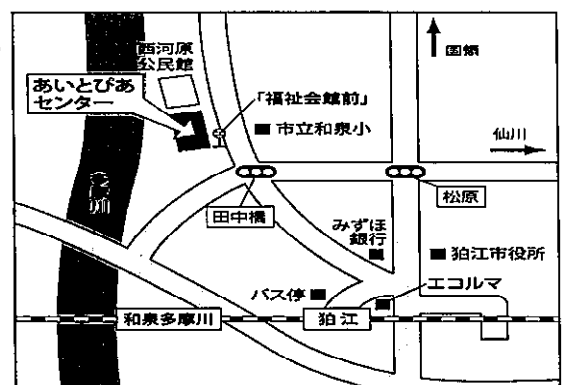 西河原
公民館
国領
あいとぴあ
センター
「福祉会館前」
市立和泉小
仙川
松原
田中橋
みずほ
銀行
狛江市役所
エコルマ
バス停
和泉多摩川
狛江